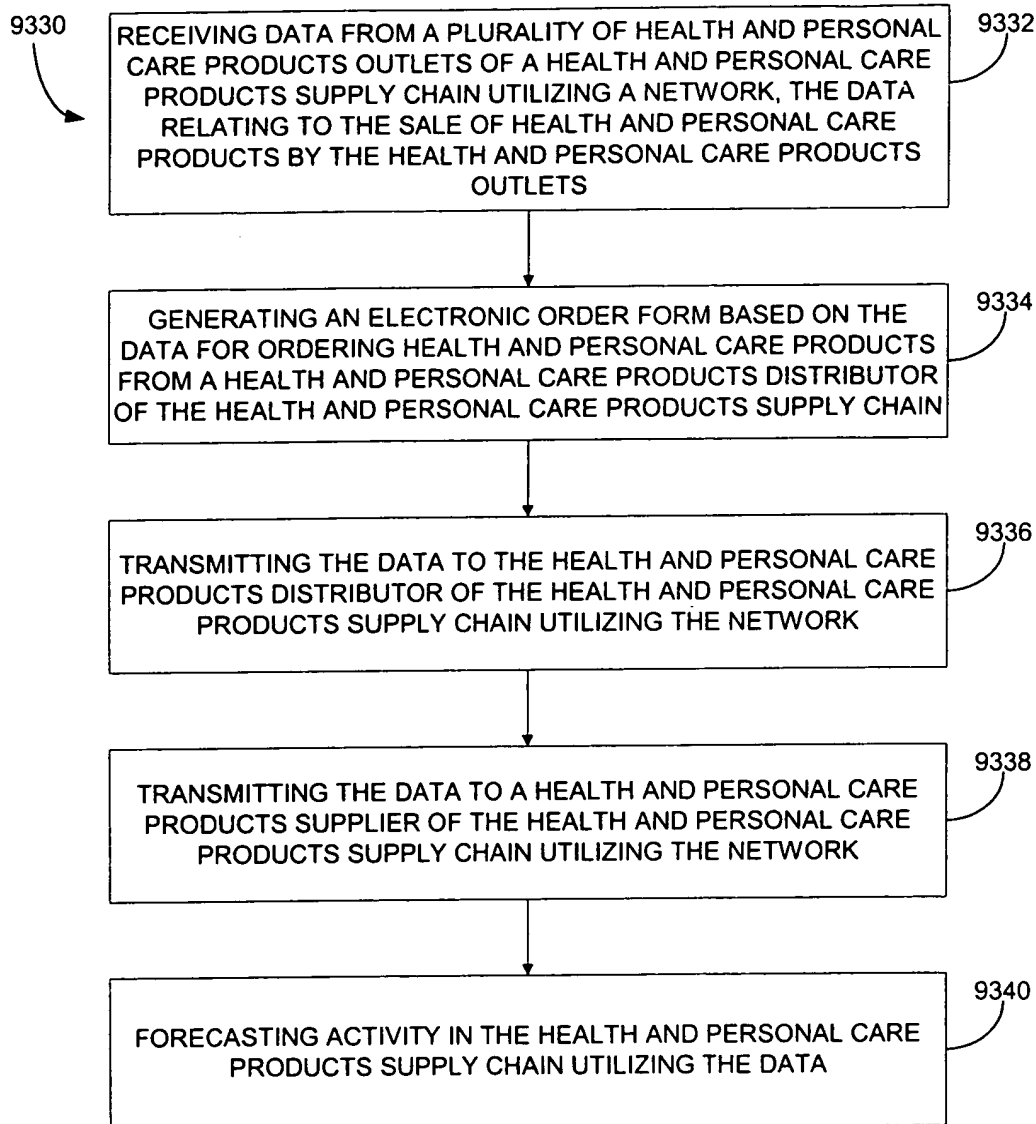 9330
RECEIVING DATA FROM A PLURALITY OF HEALTH AND PERSONAL
CARE PRODUCTS OUTLETS OF A HEALTH AND PERSONAL CARE
PRODUCTS SUPPLY CHAIN UTILIZING A NETWORK, THE DATA
RELATING TO THE SALE OF HEALTH AND PERSONAL CARE
PRODUCTS BY THE HEALTH AND PERSONAL CARE PRODUCTS
OUTLETS
9332
GENERATING AN ELECTRONIC ORDER FORM BASED ON THE
DATA FOR ORDERING HEALTH AND PERSONAL CARE PRODUCTS
FROM A HEALTH AND PERSONAL CARE PRODUCTS DISTRIBUTOR
OF THE HEALTH AND PERSONAL CARE PRODUCTS SUPPLY CHAIN
9334
TRANSMITTING THE DATA TO THE HEALTH AND PERSONAL CARE
PRODUCTS DISTRIBUTOR OF THE HEALTH AND PERSONAL CARE
PRODUCTS SUPPLY CHAIN UTILIZING THE NETWORK
9336
TRANSMITTING THE DATA TO A HEALTH AND PERSONAL CARE
PRODUCTS SUPPLIER OF THE HEALTH AND PERSONAL CARE
PRODUCTS SUPPLY CHAIN UTILIZING THE NETWORK
9338
FORECASTING ACTIVITY IN THE HEALTH AND PERSONAL CARE
PRODUCTS SUPPLY CHAIN UTILIZING THE DATA
9340